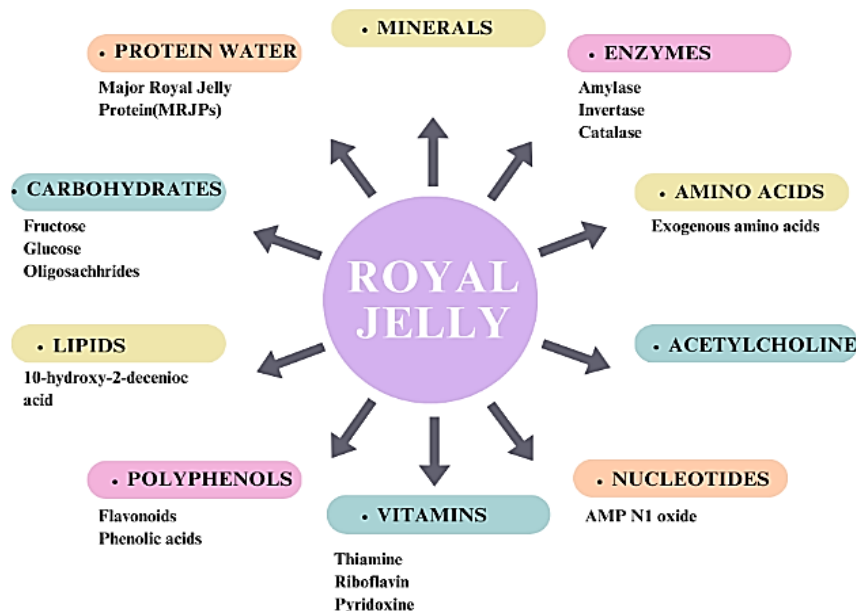 • MINERALS
• PROTEIN WATER
Major Royal Jelly
Protein(MRJPs)
• ENZYMES
Amylase
Invertase
Catalase
• CARBOHYDRATES
Fructose
Glucose
Oligosachhrides
• AMINO ACIDS
Exogenous amino acids
ROYAL
JELLY
• LIPIDS
10-hydroxy-2-decenioc
acid
• ACETYLCHOLINE
• POLYPHENOLS
Flavonoids
Phenolic acids
• VITAMINS
Thiamine
Riboflavin
Pyridoxine
• NUCLEOTIDES
AMP N1 oxide